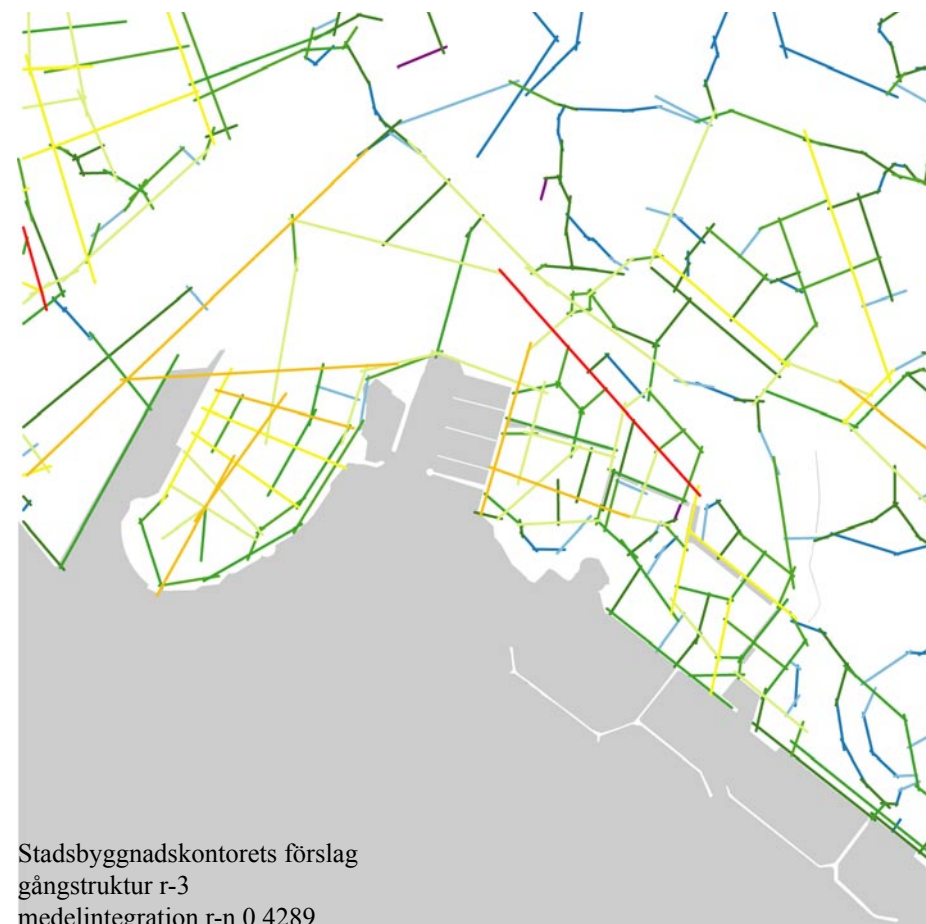 Stadsbyggnadskontorets förslag
gångstruktur r-3
medelintegration r-n 0,4289